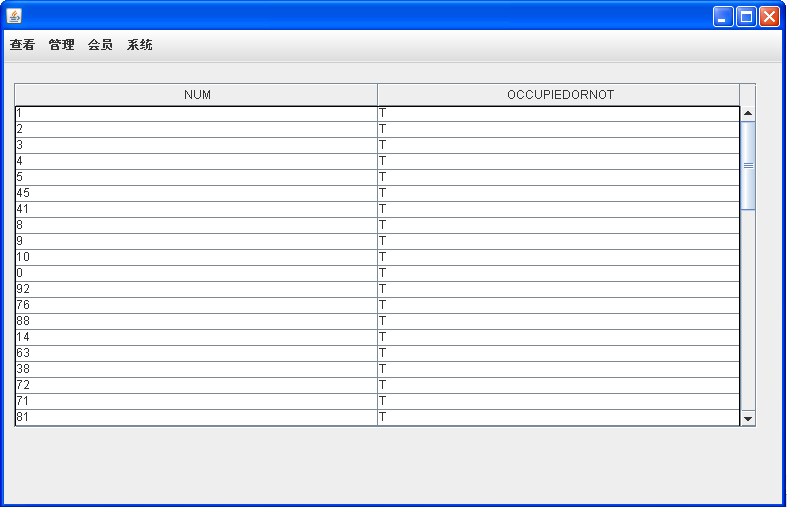 查看 管理 会员 系统
NUM OCCUPIEDORNOT
1 T
2 T
3 T
4 T
5 T
45 T
41 T
8 T
9 T
10 T
0 T
92 T
76 T
88 T
14 T
63 T
38 T
72 T
71 T
81 T